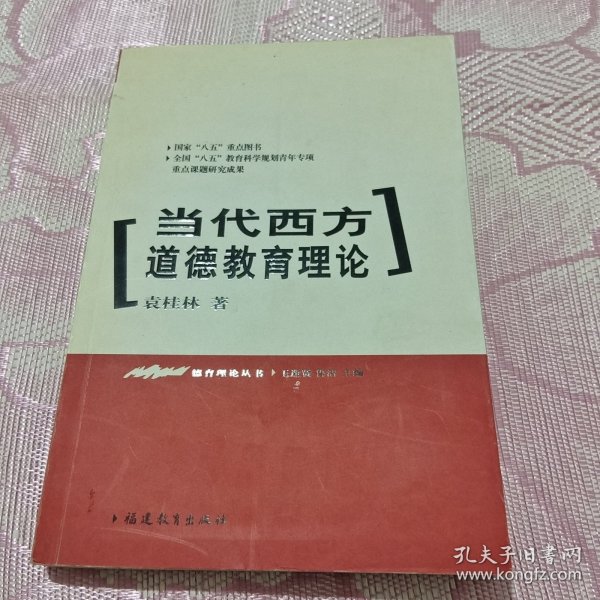 ▶国家“八五”重点图书
▶全国“八五”教育科学规划青年专项
重点课题研究成果
[当代西方
道德教育理论]
袁桂林 著
德育理论丛书▶
▶福建教育出版社
孔夫子旧书网
www.kongfz.com